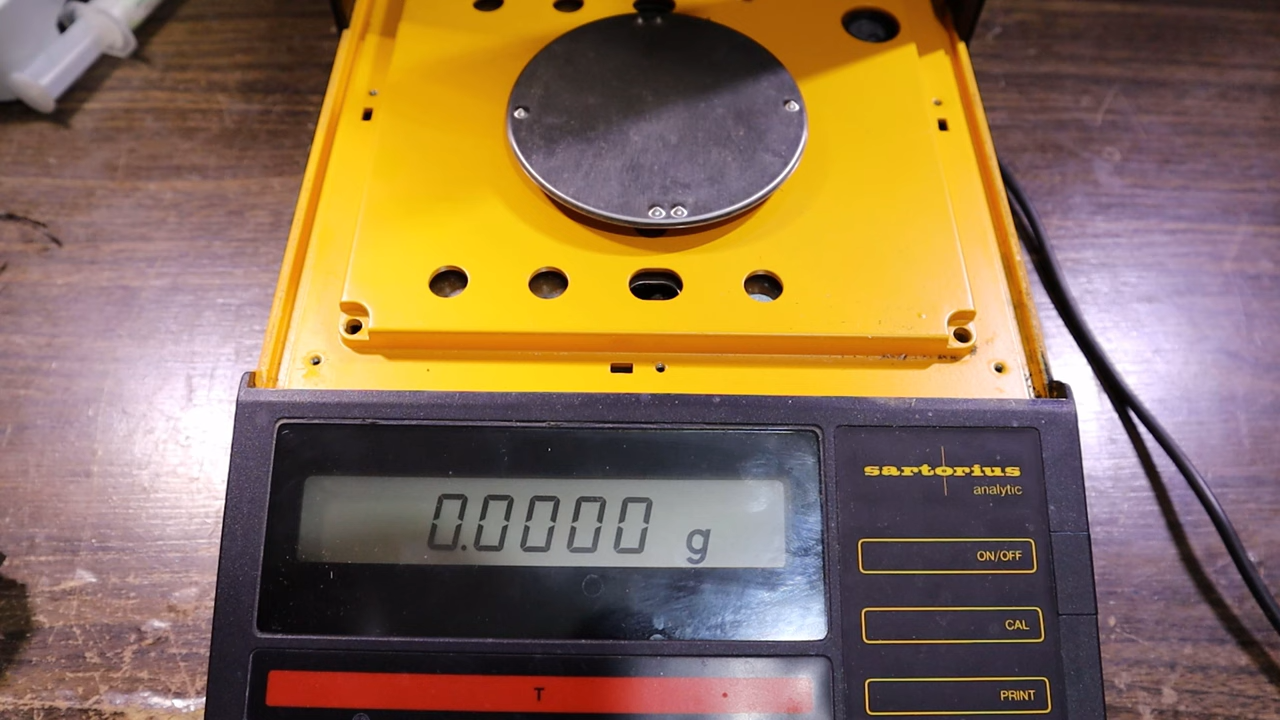 0.0000 g
sartorius
analytic
ON/OFF
CAL
PRINT
T